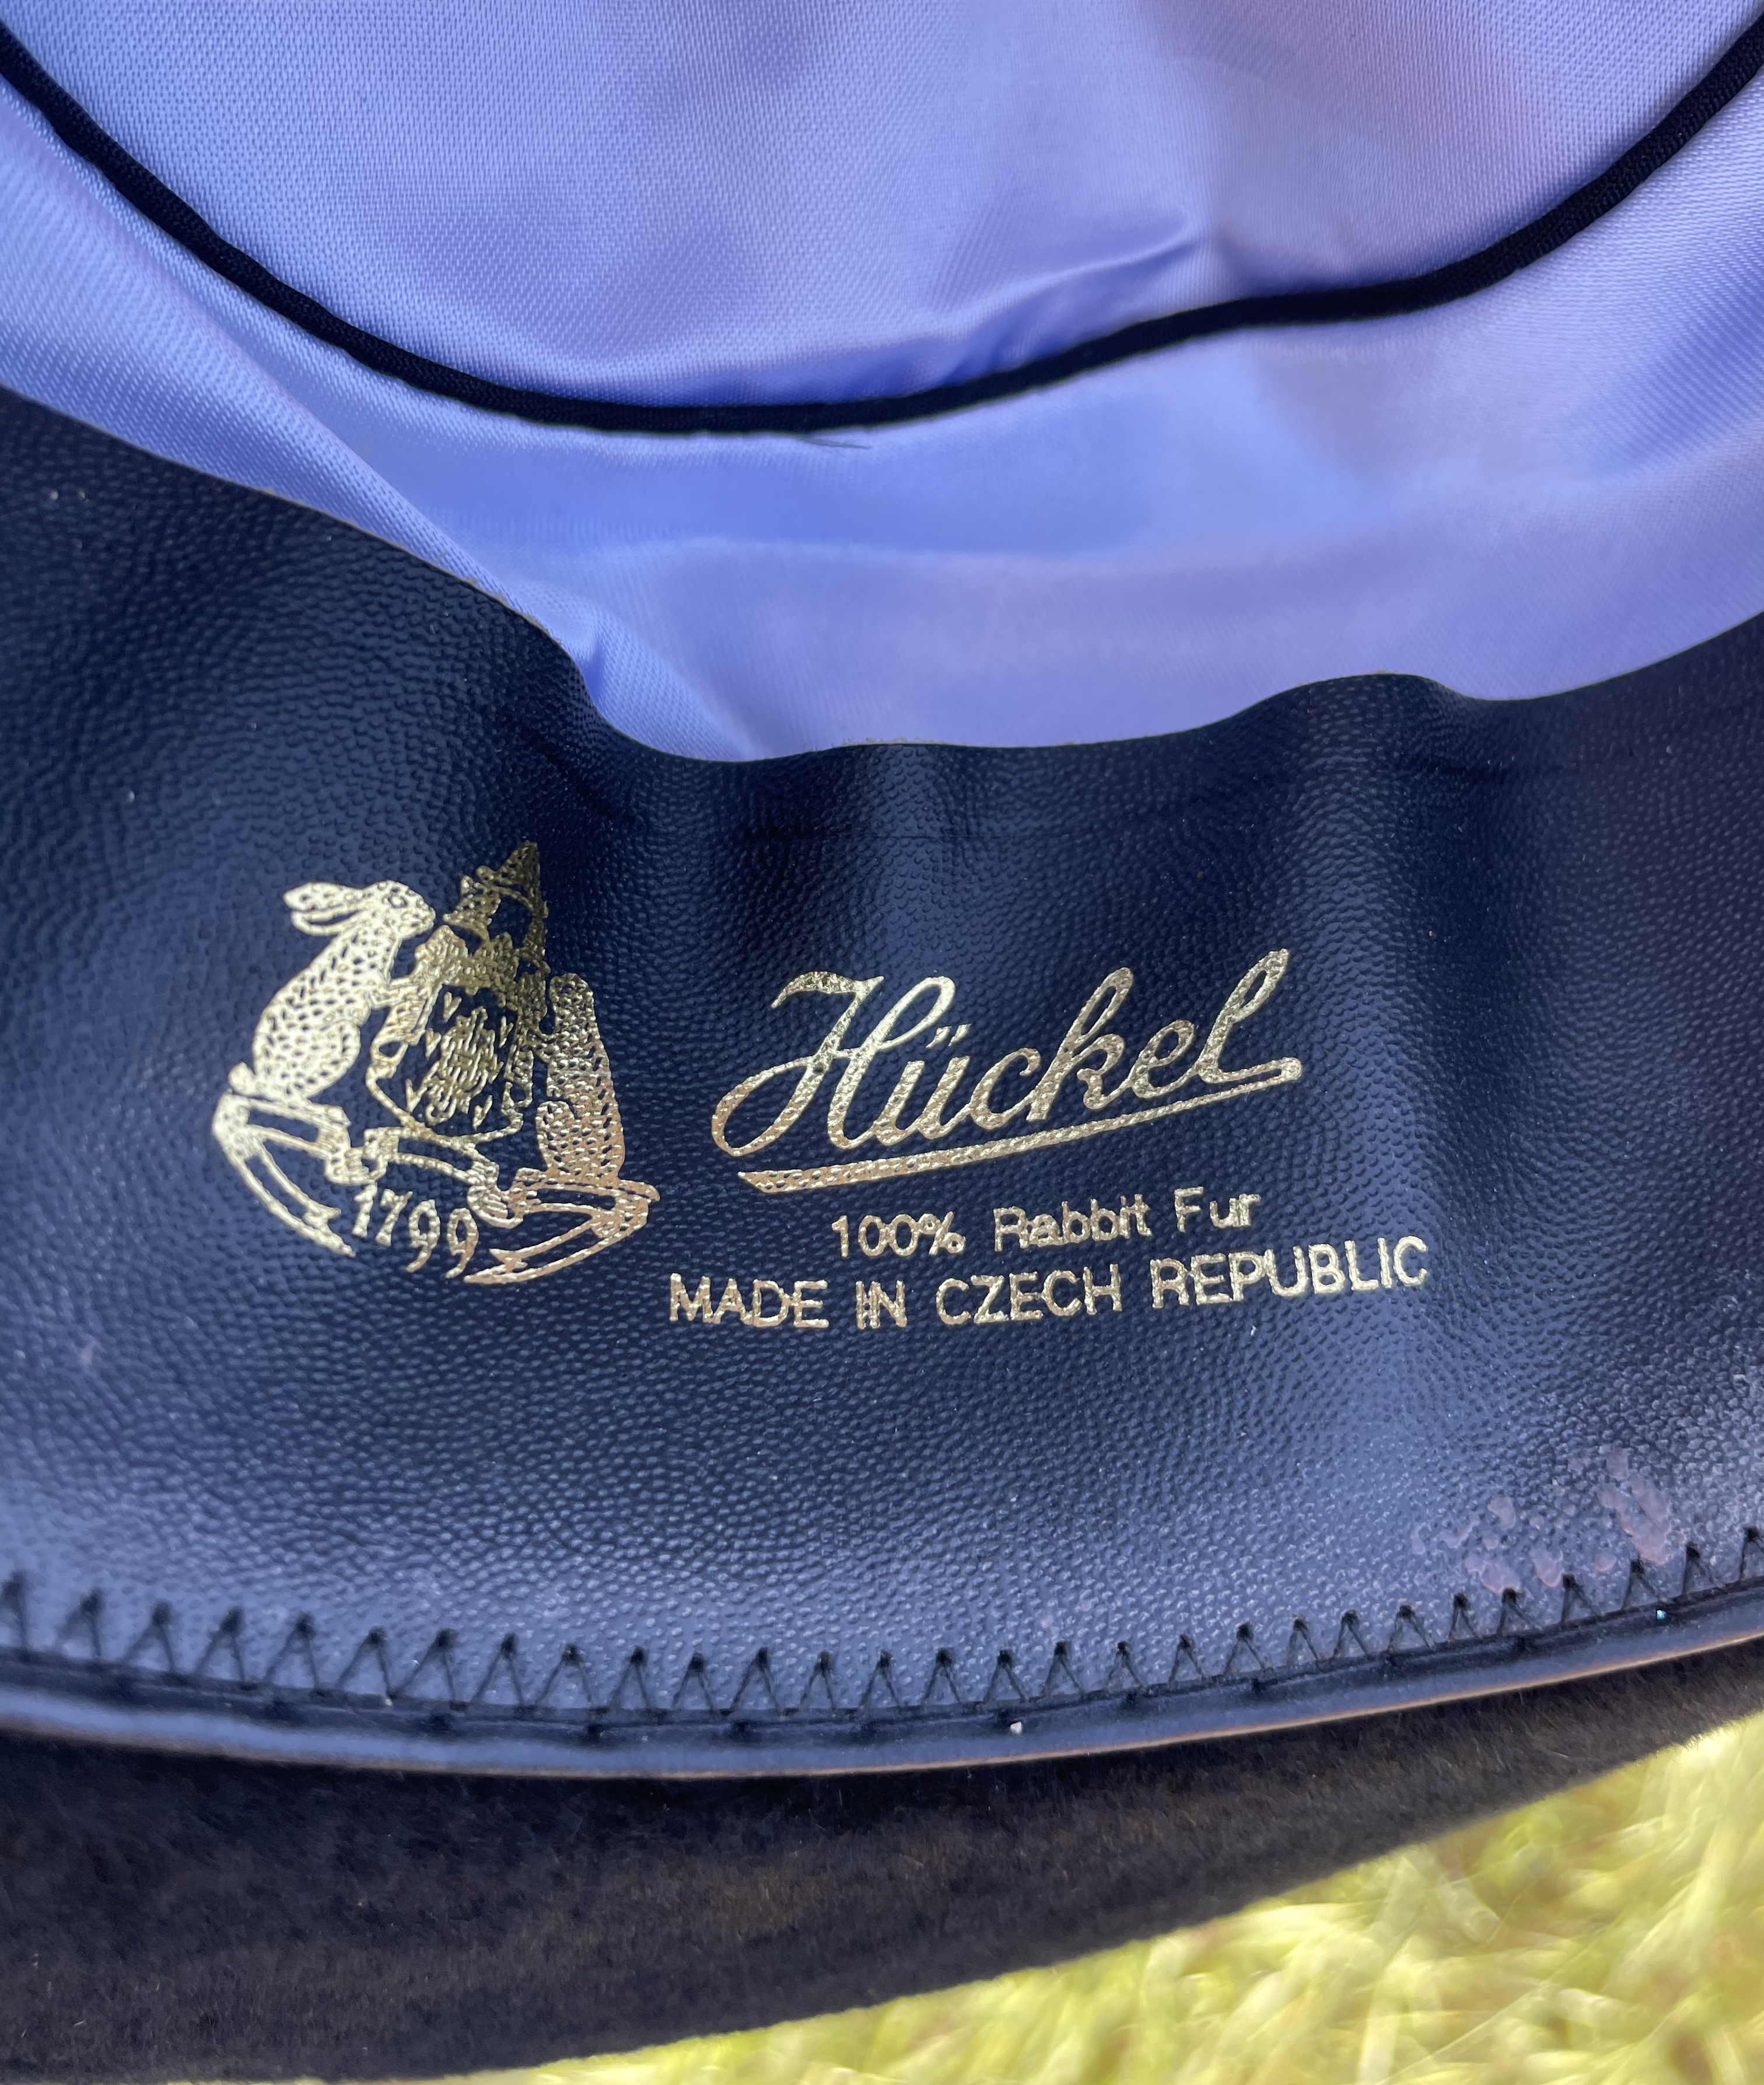 1799
Hückel
100% Rabbit Fur
MADE IN CZECH REPUBLIC